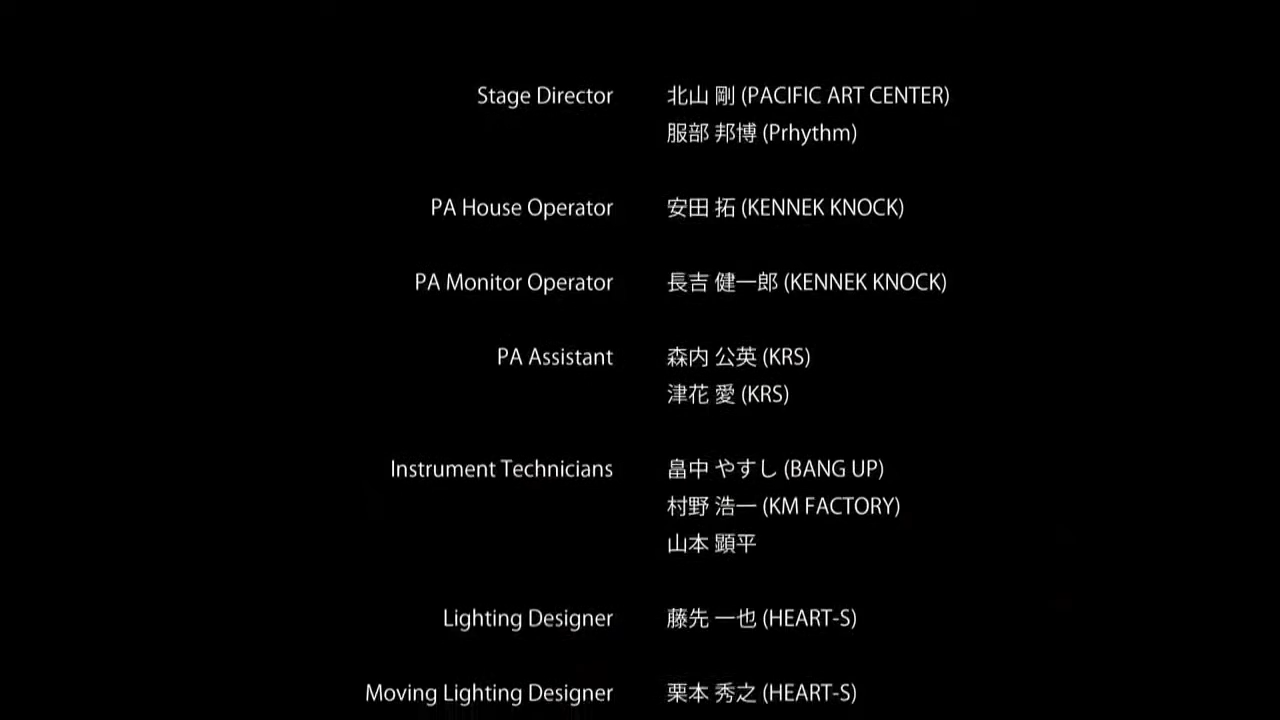 Stage Director 北山 剛 (PACIFIC ART CENTER)
服部 邦博 (Prhythm)
PA House Operator 安田 拓 (KENNEK KNOCK)
PA Monitor Operator 長吉 健一郎 (KENNEK KNOCK)
PA Assistant 森内 公英 (KRS)
津花 愛 (KRS)
Instrument Technicians 畠中 やすし (BANG UP)
村野 浩一 (KM FACTORY)
山本 顕平
Lighting Designer 藤先 一也 (HEART-S)
Moving Lighting Designer 栗本 秀之 (HEART-S)